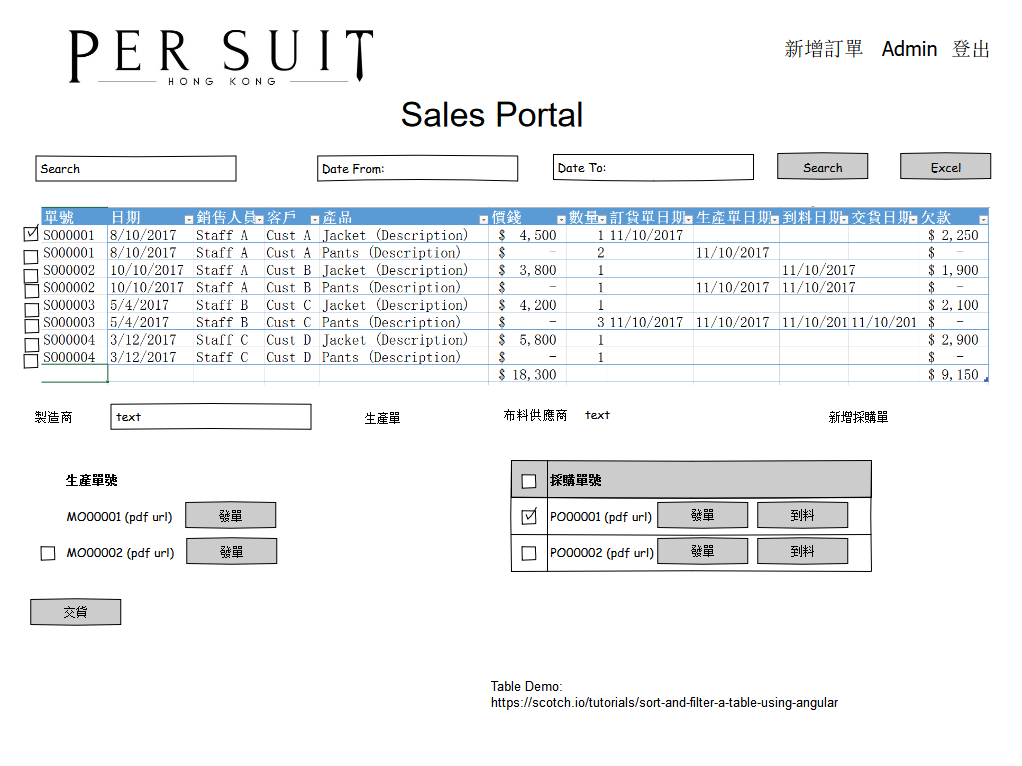 PER SUIT
HONG KONG
新增訂單 Admin 登出
Sales Portal
Search Date From: Date To: Search Excel
單號 日期 銷售人員 客戶 產品 價錢 數量 訂貨單日期 生產單日期 到料日期 交貨日期 欠款
S000001 8/10/2017 Staff A Cust A Jacket (Description) $ 4,500 1 11/10/2017 $ 2,250
S000001 8/10/2017 Staff A Cust A Pants (Description) $ - 2 11/10/2017 $ -
S000002 10/10/2017 Staff A Cust B Jacket (Description) $ 3,800 1 11/10/2017 $ 1,900
S000002 10/10/2017 Staff A Cust B Pants (Description) $ - 1 11/10/2017 11/10/2017 $ -
S000003 5/4/2017 Staff B Cust C Jacket (Description) $ 4,200 1 $ 2,100
S000003 5/4/2017 Staff B Cust C Pants (Description) $ - 3 11/10/2017 11/10/2017 11/10/201 11/10/201 $ -
S000004 3/12/2017 Staff C Cust D Jacket (Description) $ 5,800 1 $ 2,900
S000004 3/12/2017 Staff C Cust D Pants (Description) $ - 1 $ -
$ 18,300 $ 9,150
製造商 text 生產單 布料供應商 text 新增採購單
生產單號 採購單號
MO00001 (pdf url) 發單 PO00001 (pdf url) 發單 到料
MO00002 (pdf url) 發單 PO00002 (pdf url) 發單 到料
交貨
Table Demo:
https://scotch.io/tutorials/sort-and-filter-a-table-using-angular